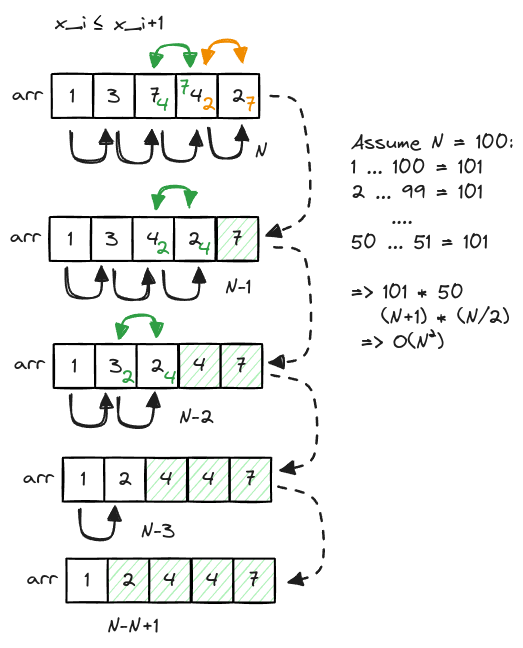 x_i ≤ x_i+1
arr 1 3 7 4 7 4 2 2 7
N
arr 1 3 4 2 2 4 7
N-1
arr 1 3 2 2 4 4 7
N-2
arr 1 2 4 4 7
N-3
arr 1 2 4 4 7
N-N+1
Assume N = 100:
1 ... 100 = 101
2 ... 99 = 101
....
50 ... 51 = 101
=> 101 * 50
(N+1) * (N/2)
=> O(N²)